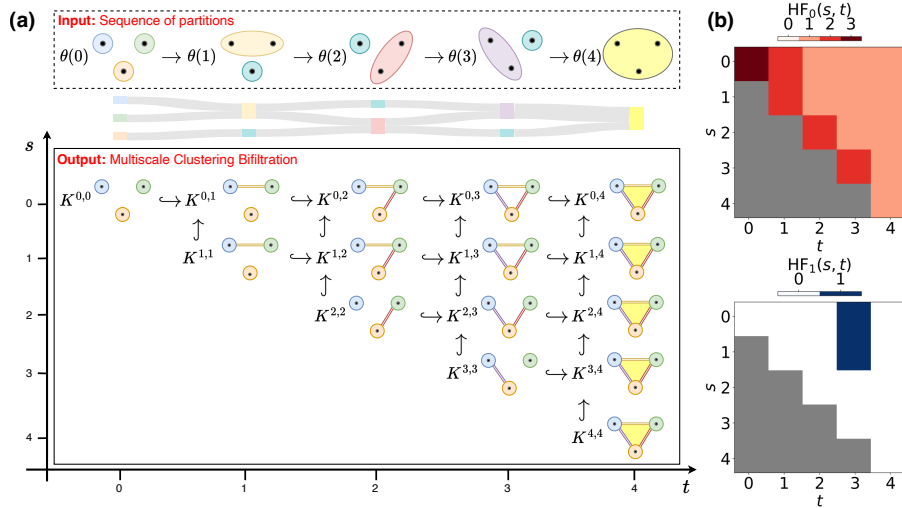 (a)
Input: Sequence of partitions
θ(0) → θ(1) → θ(2) → θ(3) → θ(4)
s
Output: Multiscale Clustering Bifiltration
0
K^{0,0} ↪ K^{0,1} ↪ K^{0,2} ↪ K^{0,3} ↪ K^{0,4}
1
K^{1,1} ↪ K^{1,2} ↪ K^{1,3} ↪ K^{1,4}
2
K^{2,2} ↪ K^{2,3} ↪ K^{2,4}
3
K^{3,3} ↪ K^{3,4}
4
K^{4,4}
0 1 2 3 4 t
(b)
HF₀(s, t)
0 1 2 3
0
1
2
3
4
s
0 1 2 3 4
t
HF₁(s, t)
0 1
0
1
2
3
4
s
0 1 2 3 4
t